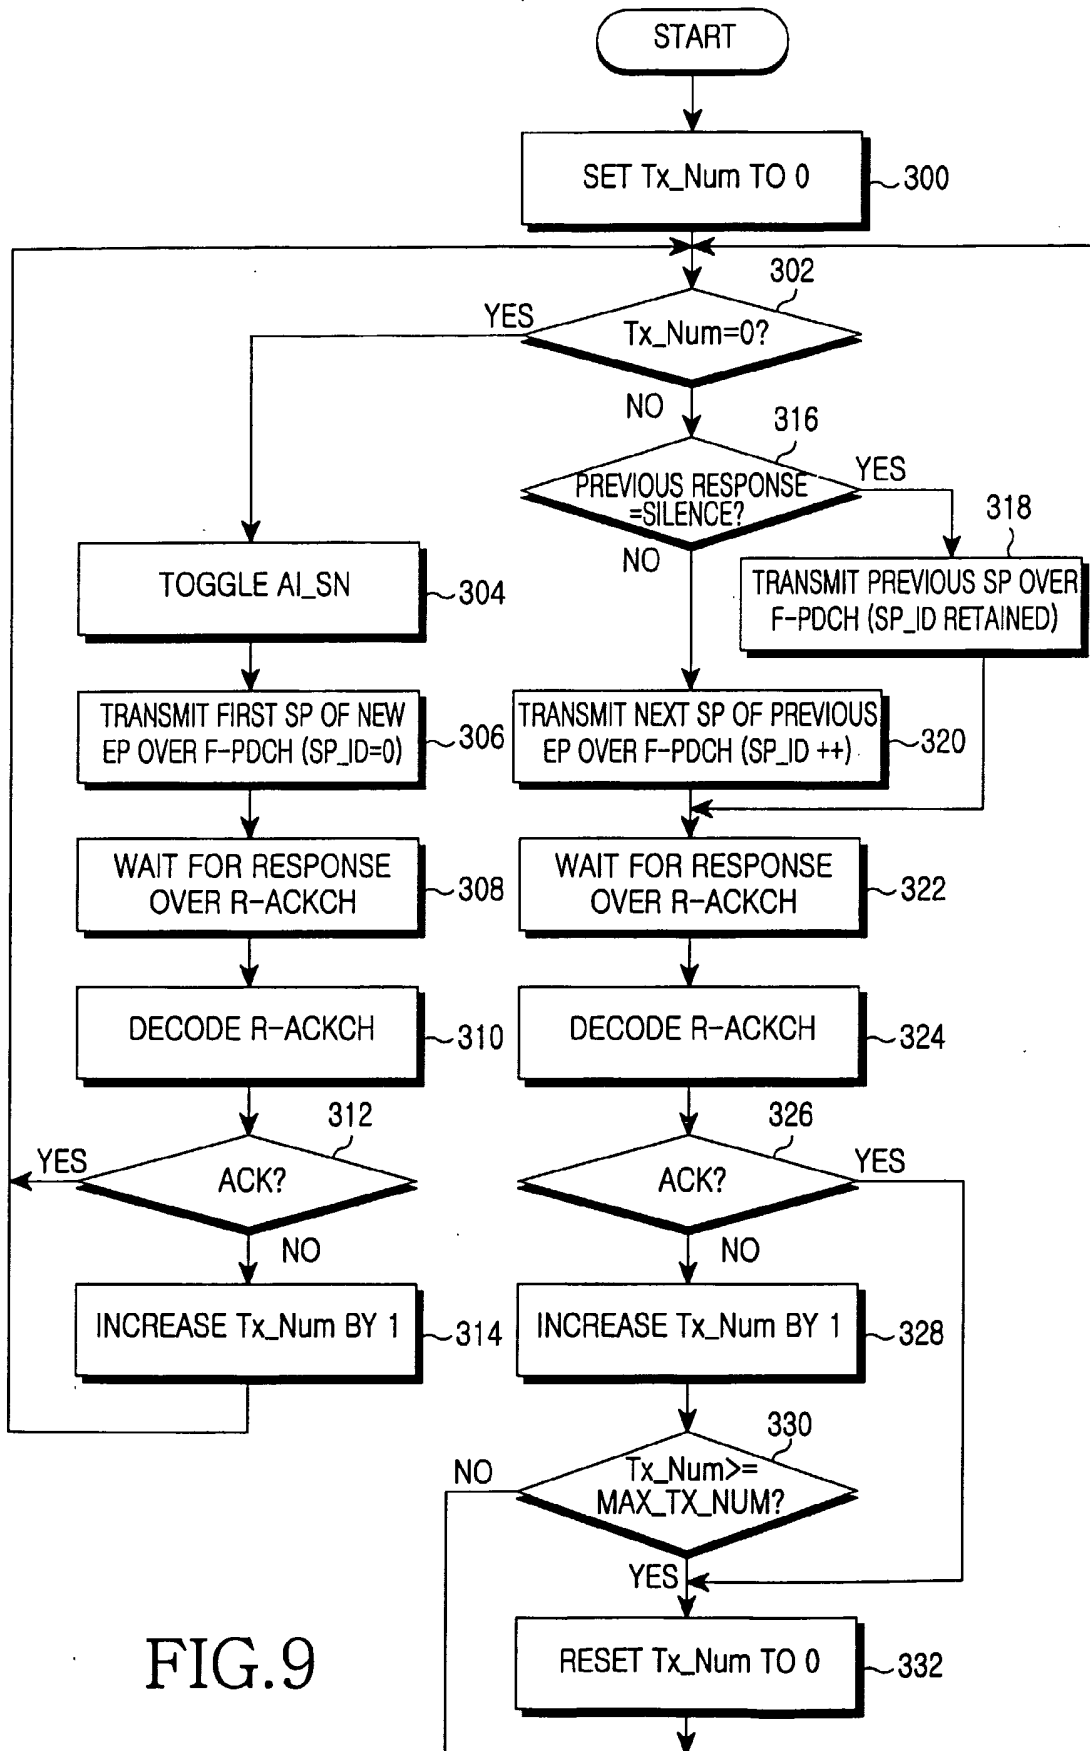 START
SET Tx_Num TO 0
300
302
YES
Tx_Num=0?
NO
316
PREVIOUS RESPONSE
=SILENCE?
YES
NO
318
TRANSMIT PREVIOUS SP OVER
F-PDCH (SP_ID RETAINED)
TOGGLE AI_SN
304
TRANSMIT FIRST SP OF NEW
EP OVER F-PDCH (SP_ID=0)
306
TRANSMIT NEXT SP OF PREVIOUS
EP OVER F-PDCH (SP_ID ++)
320
WAIT FOR RESPONSE
OVER R-ACKCH
308
WAIT FOR RESPONSE
OVER R-ACKCH
322
DECODE R-ACKCH
310
DECODE R-ACKCH
324
312
YES
ACK?
NO
326
ACK?
YES
NO
INCREASE Tx_Num BY 1
314
INCREASE Tx_Num BY 1
328
330
NO
Tx_Num>=
MAX_TX_NUM?
YES
RESET Tx_Num TO 0
332
FIG.9